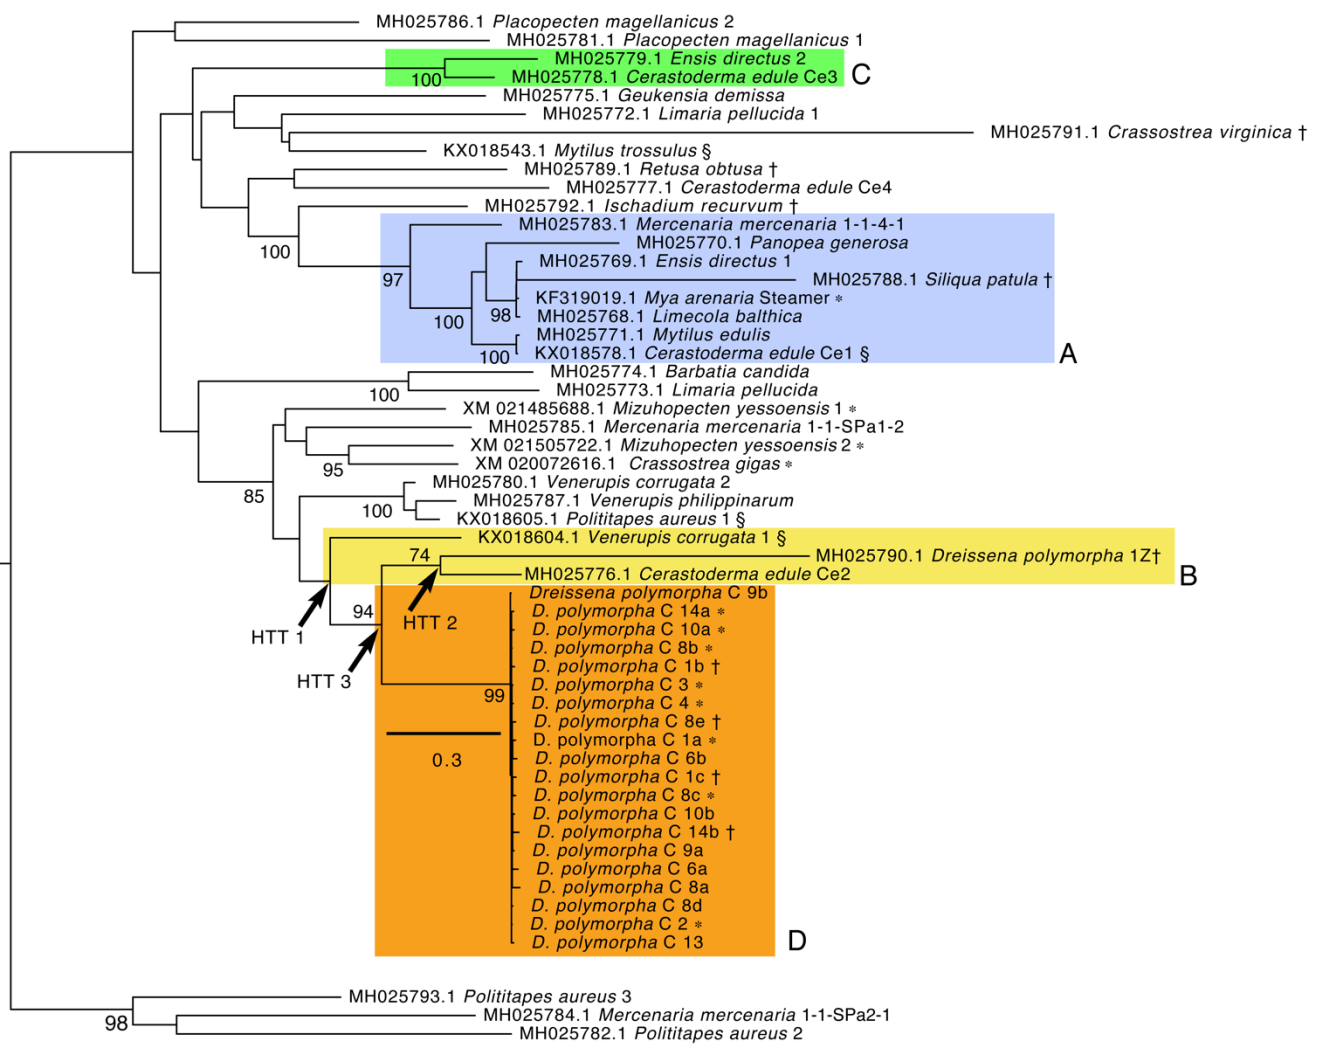 MH025786.1 Placopecten magellanicus 2
MH025781.1 Placopecten magellanicus 1
MH025779.1 Ensis directus 2
100 MH025778.1 Cerastoderma edule Ce3 C
MH025775.1 Geukensia demissa
MH025772.1 Limaria pellucida 1
MH025791.1 Crassostrea virginica †
KX018543.1 Mytilus trossulus §
MH025789.1 Retusa obtusa †
MH025777.1 Cerastoderma edule Ce4
MH025792.1 Ischadium recurvum †
MH025783.1 Mercenaria mercenaria 1-1-4-1
MH025770.1 Panopea generosa
100
MH025769.1 Ensis directus 1
97 MH025788.1 Siliqua patula †
KF319019.1 Mya arenaria Steamer *
98 MH025768.1 Limecola balthica
100
MH025771.1 Mytilus edulis
100 KX018578.1 Cerastoderma edule Ce1 § A
MH025774.1 Barbatia candida
100 MH025773.1 Limaria pellucida
XM 021485688.1 Mizuhopecten yessoensis 1 *
MH025785.1 Mercenaria mercenaria 1-1-SPa1-2
XM 021505722.1 Mizuhopecten yessoensis 2 *
95 XM 020072616.1 Crassostrea gigas *
MH025780.1 Venerupis corrugata 2
85
MH025787.1 Venerupis philippinarum
100 KX018605.1 Polititapes aureus 1 §
KX018604.1 Venerupis corrugata 1 §
74 MH025790.1 Dreissena polymorpha 1Z†
MH025776.1 Cerastoderma edule Ce2 B
Dreissena polymorpha C 9b
94 D. polymorpha C 14a *
HTT 2
D. polymorpha C 10a *
HTT 1
D. polymorpha C 8b *
D. polymorpha C 1b †
HTT 3
D. polymorpha C 3 *
99
D. polymorpha C 4 *
D. polymorpha C 8e †
D. polymorpha C 1a *
0.3 D. polymorpha C 6b
D. polymorpha C 1c †
D. polymorpha C 8c *
D. polymorpha C 10b
D. polymorpha C 14b †
D. polymorpha C 9a
D. polymorpha C 6a
D. polymorpha C 8a
D. polymorpha C 8d
D. polymorpha C 2 *
D. polymorpha C 13 D
MH025793.1 Polititapes aureus 3
98 MH025784.1 Mercenaria mercenaria 1-1-SPa2-1
MH025782.1 Polititapes aureus 2